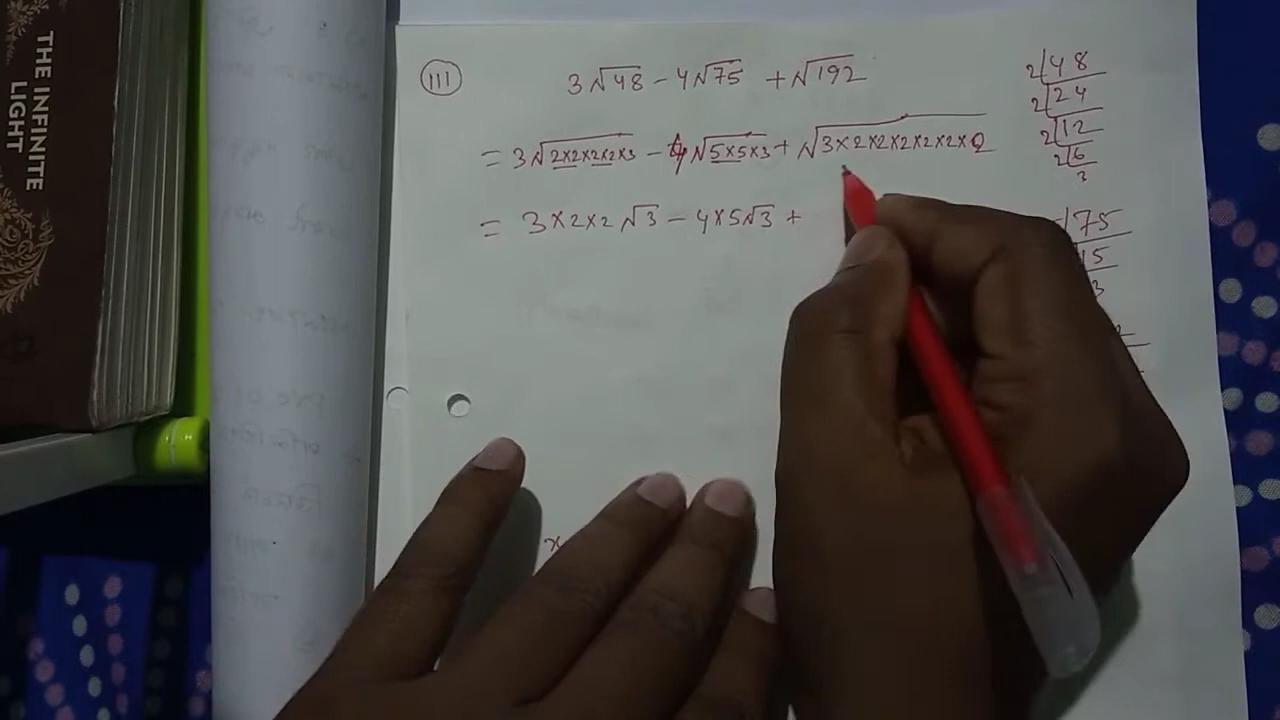 THE INFINITE
LIGHT
(III) 3√48 - 4√75 + √192
= 3√2×2×2×2×3 - 4√5×5×3 + √3×2×2×2×2×2×2
= 3×2×2√3 - 4×5√3 +
2|48
2|24
2|12
2|6
3
75
15
3